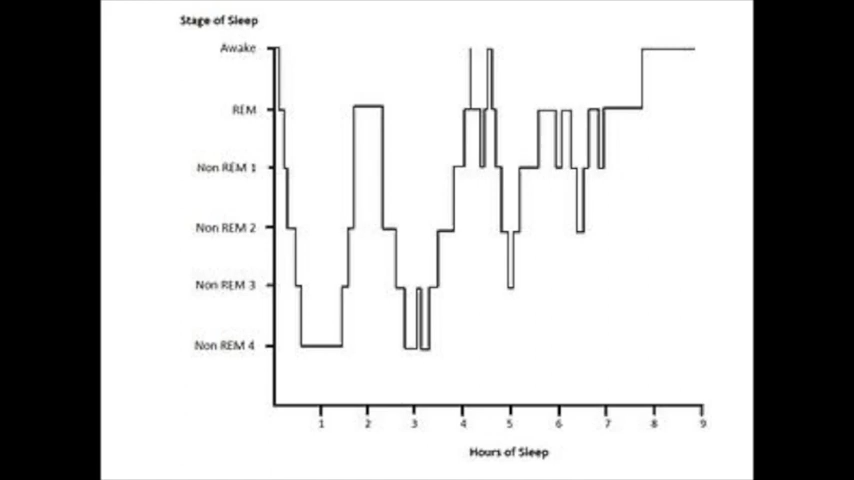 Stage of Sleep
Awake
REM
Non REM 1
Non REM 2
Non REM 3
Non REM 4
1 2 3 4 5 6 7 8 9
Hours of Sleep